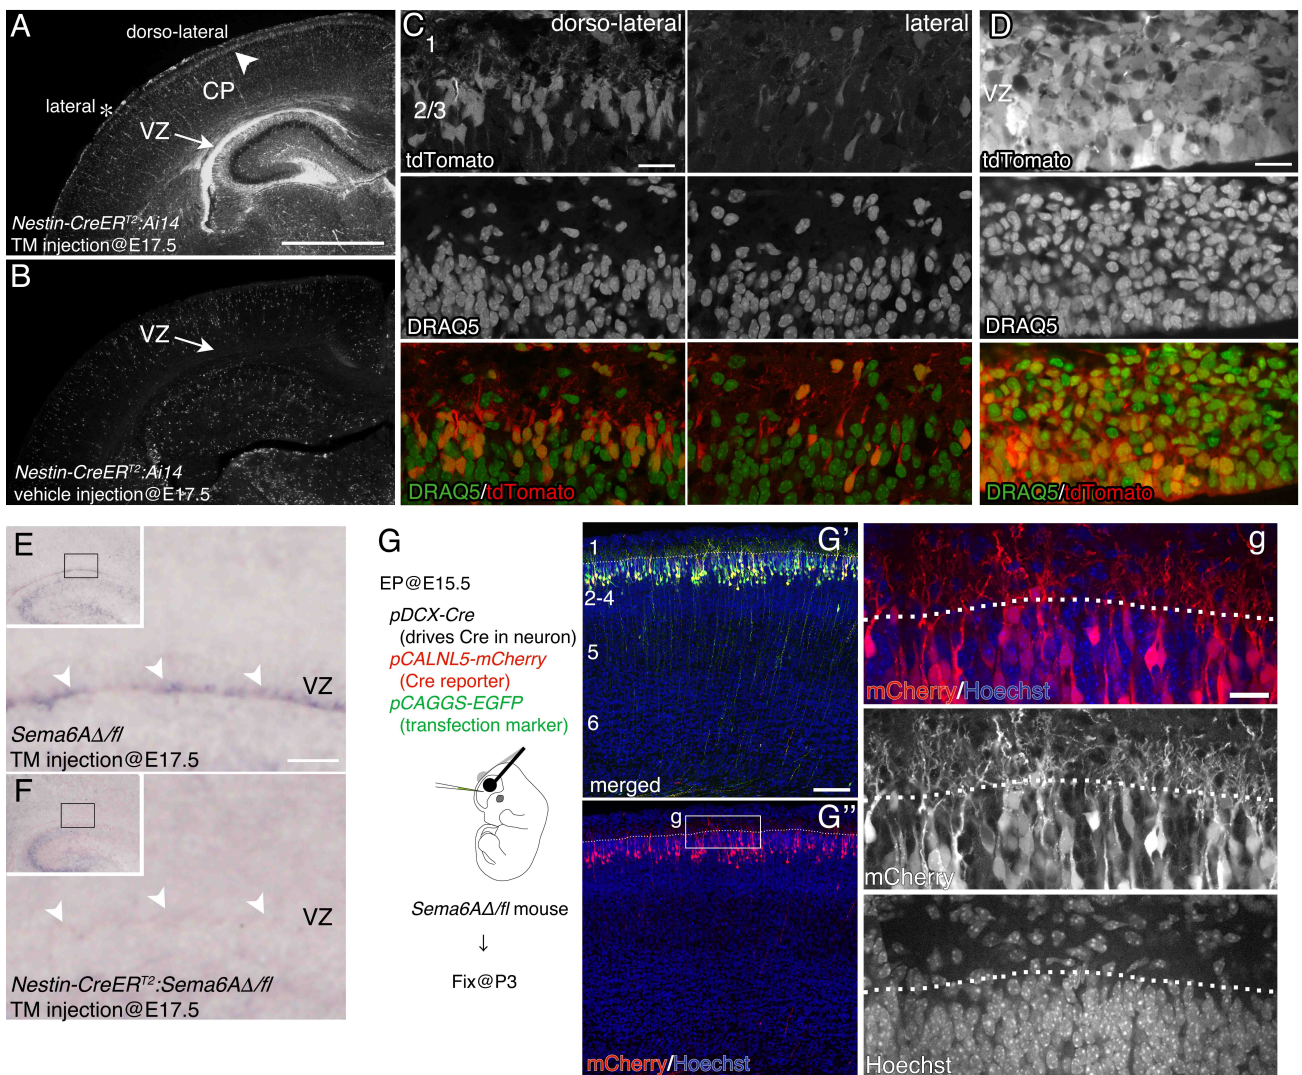 A
dorso-lateral
CP
lateral *
VZ
Nestin-CreER^T2:Ai14
TM injection@E17.5
B
VZ
Nestin-CreER^T2:Ai14
vehicle injection@E17.5
C
dorso-lateral
lateral
1
2/3
tdTomato
DRAQ5
DRAQ5/tdTomato
D
VZ
tdTomato
DRAQ5
DRAQ5/tdTomato
E
VZ
Sema6AΔ/fl
TM injection@E17.5
F
VZ
Nestin-CreER^T2:Sema6AΔ/fl
TM injection@E17.5
G
EP@E15.5
pDCX-Cre
(drives Cre in neuron)
pCALNL5-mCherry
(Cre reporter)
pCAGGS-EGFP
(transfection marker)
Sema6AΔ/fl mouse
↓
Fix@P3
G’
1
2-4
5
6
merged
G’’
g
mCherry/Hoechst
g
mCherry/Hoechst
mCherry
Hoechst